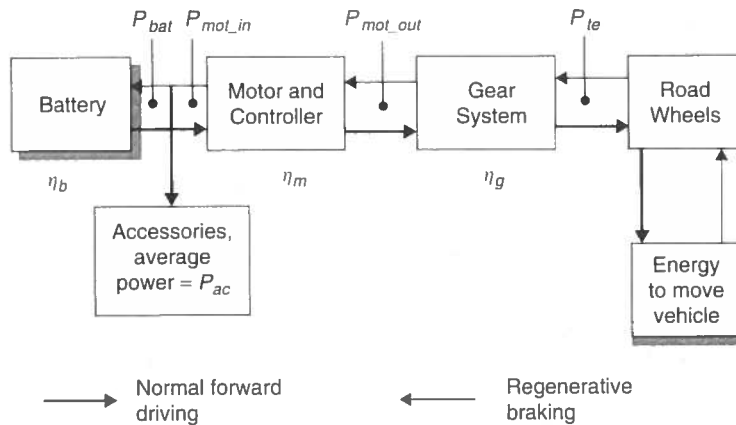 P_bat P_mot_in P_mot_out P_te
Battery
Motor and
Controller
Gear
System
Road
Wheels
η_b η_m η_g
Accessories,
average
power = P_ac
Energy
to move
vehicle
Normal forward
driving
Regenerative
braking